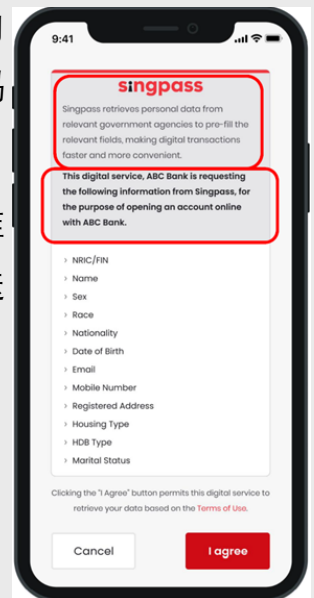 9:41
singpass
Singpass retrieves personal data from
relevant government agencies to pre-fill the
relevant fields, making digital transactions
faster and more convenient.
This digital service, ABC Bank is requesting
the following information from Singpass, for
the purpose of opening an account online
with ABC Bank.
> NRIC/FIN
> Name
> Sex
> Race
> Nationality
> Date of Birth
> Email
> Mobile Number
> Registered Address
> Housing Type
> HDB Type
> Marital Status
Clicking the "I Agree" button permits this digital service to
retrieve your data based on the Terms of Use.
Cancel
I agree